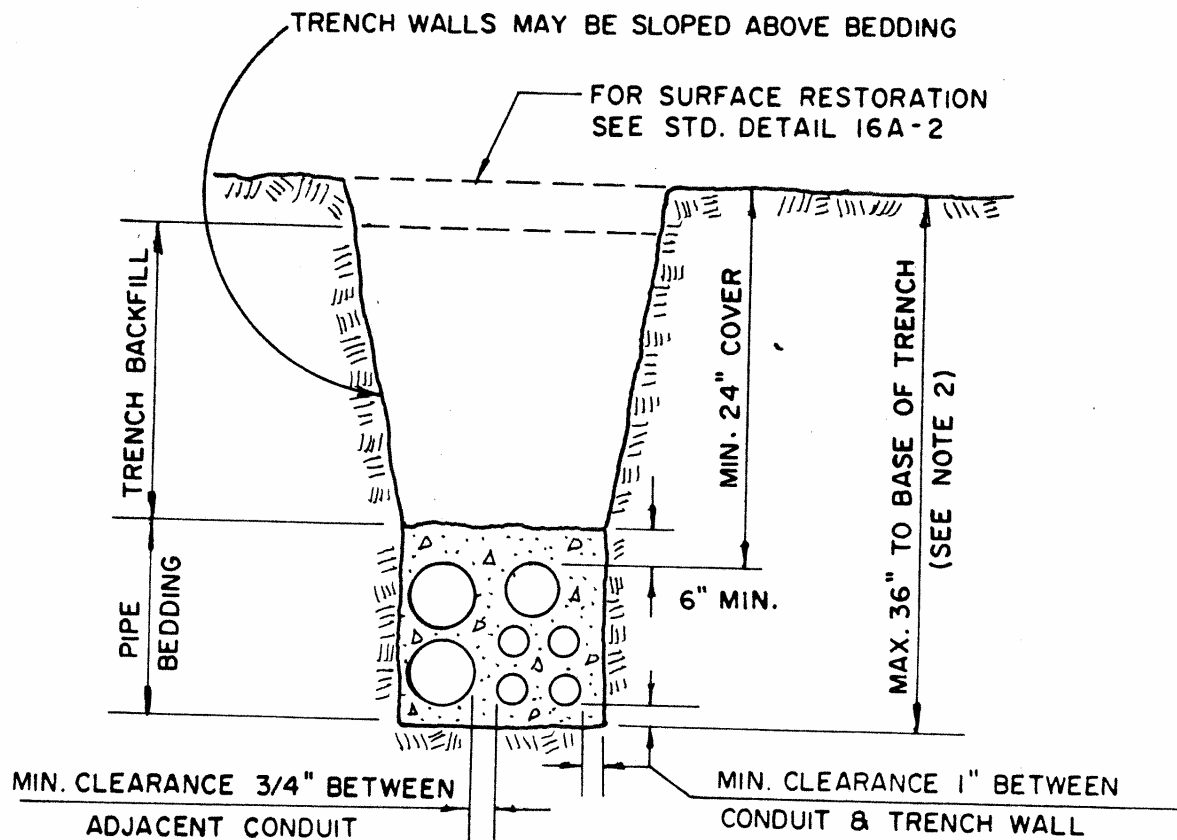 TRENCH WALLS MAY BE SLOPED ABOVE BEDDING
FOR SURFACE RESTORATION
SEE STD. DETAIL 16A-2
TRENCH BACKFILL
MIN. 24" COVER
MAX. 36" TO BASE OF TRENCH
(SEE NOTE 2)
PIPE
BEDDING
6" MIN.
MIN. CLEARANCE 3/4" BETWEEN
ADJACENT CONDUIT
MIN. CLEARANCE 1" BETWEEN
CONDUIT & TRENCH WALL